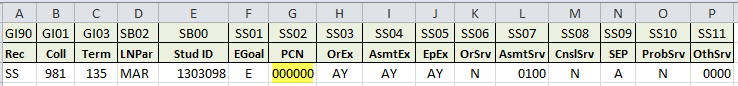 A B C D E F G H I J K L M N O P
GI90 GI01 GI03 SB02 SB00 SS01 SS02 SS03 SS04 SS05 SS06 SS07 SS08 SS09 SS10 SS11
Rec Coll Term LNPar Stud ID EGoal PCN OrEx AsmtEx EpEx OrSrv AsmtSrv CnslSrv SEP ProbSrv OthSrv
SS 981 135 MAR 1303098 E 000000 AY AY AY N 0100 N A N 0000